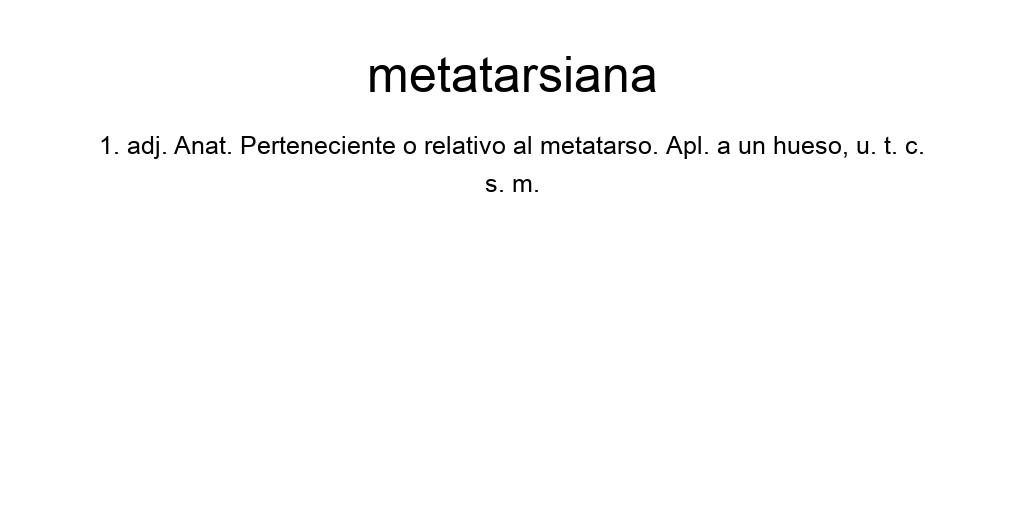 metatarsiana
1. adj. Anat. Perteneciente o relativo al metatarso. Apl. a un hueso, u. t. c.
s. m.